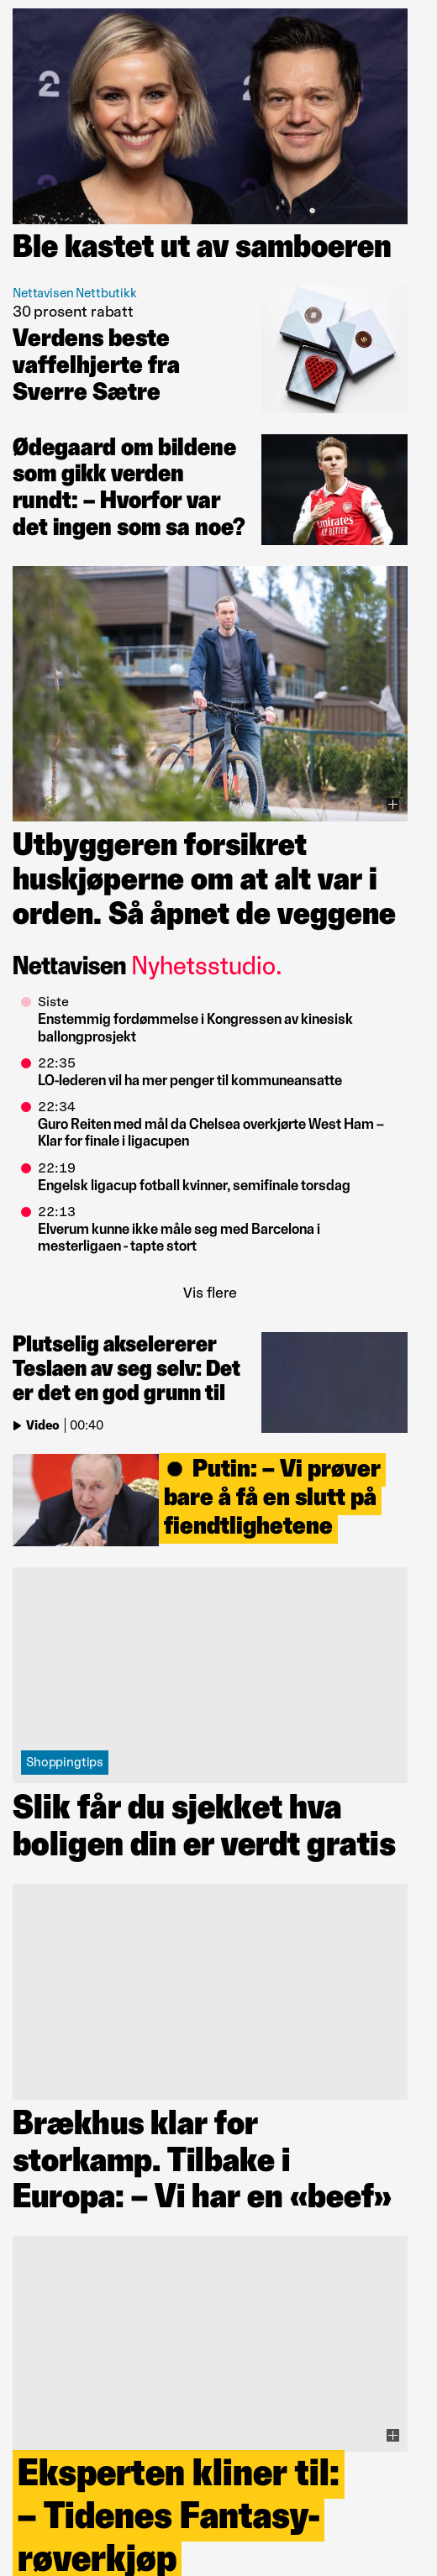 Ble kastet ut av samboeren
Nettavisen Nettbutikk
30 prosent rabatt
Verdens beste
vaffelhjerte fra
Sverre Sætre
Ødegaard om bildene
som gikk verden
rundt: – Hvorfor var
det ingen som sa noe?
Emirates
FLY BETTER
Utbyggeren forsikret
huskjøperne om at alt var i
orden. Så åpnet de veggene
Nettavisen Nyhetsstudio.
Siste
Enstemmig fordømmelse i Kongressen av kinesisk
ballongprosjekt
22:35
LO-lederen vil ha mer penger til kommuneansatte
22:34
Guro Reiten med mål da Chelsea overkjørte West Ham –
Klar for finale i ligacupen
22:19
Engelsk ligacup fotball kvinner, semifinale torsdag
22:13
Elverum kunne ikke måle seg med Barcelona i
mesterligaen - tapte stort
Vis flere
Plutselig akselererer
Teslaen av seg selv: Det
er det en god grunn til
Video | 00:40
Putin: – Vi prøver
bare å få en slutt på
fiendtlighetene
Shoppingtips
Slik får du sjekket hva
boligen din er verdt gratis
Brækhus klar for
storkamp. Tilbake i
Europa: – Vi har en «beef»
Eksperten kliner til:
– Tidenes Fantasy-
røverkjøp